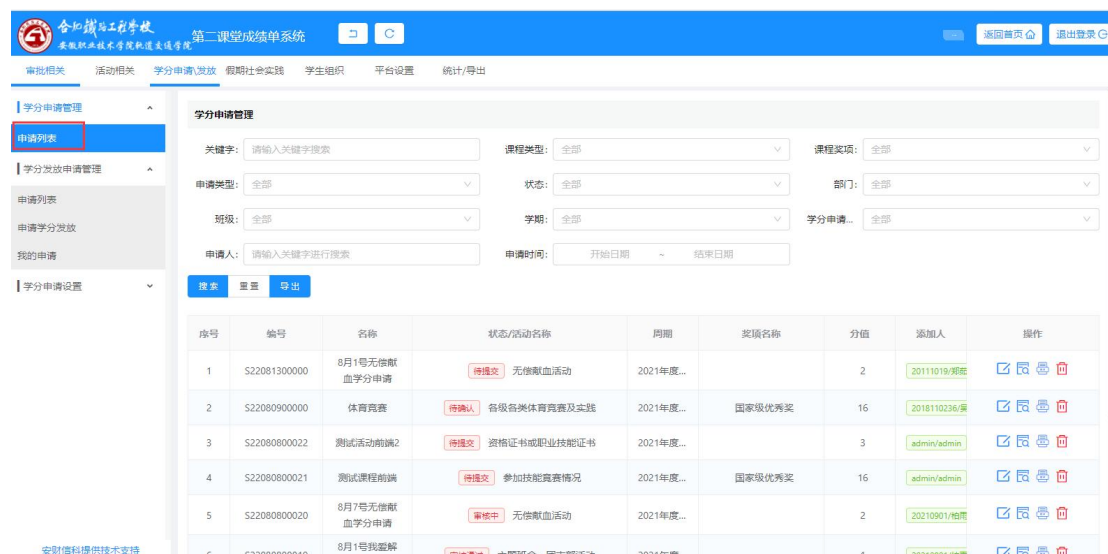 合肥铁路工程学校
安徽职业技术学院轨道交通学院
第二课堂成绩单系统
返回首页 退出登录
审批相关 活动相关 学分申请\发放 假期社会实践 学生组织 平台设置 统计/导出
学分申请管理
申请列表
学分发放申请管理
申请列表
申请学分发放
我的申请
学分申请设置
安财信科提供技术支持
学分申请管理
关键字: 请输入关键字搜索 课程类型: 全部 课程奖项: 全部
申请类型: 全部 状态: 全部 部门: 全部
班级: 全部 学期: 全部 学分申请... 全部
申请人: 请输入关键字进行搜索 申请时间: 开始日期 ~ 结束日期
搜索 重置 导出
序号 编号 名称 状态/活动名称 周期 奖项名称 分值 添加人 操作
1 S22081300000 8月1号无偿献血学分申请 待提交 无偿献血活动 2021年度... 2 20111019/郑
2 S22080900000 体育竞赛 待确认 各级各类体育竞赛及实践 2021年度... 国家级优秀奖 16 2018110236/
3 S22080800022 测试活动前端2 待提交 资格证书或职业技能证书 2021年度... 3 admin/admin
4 S22080800021 测试课程前端 待提交 参加技能竞赛情况 2021年度... 国家级优秀奖 16 admin/admin
5 S22080800020 8月7号无偿献血学分申请 审核中 无偿献血活动 2021年度... 2 20210901/柏雨
8月1号我爱解